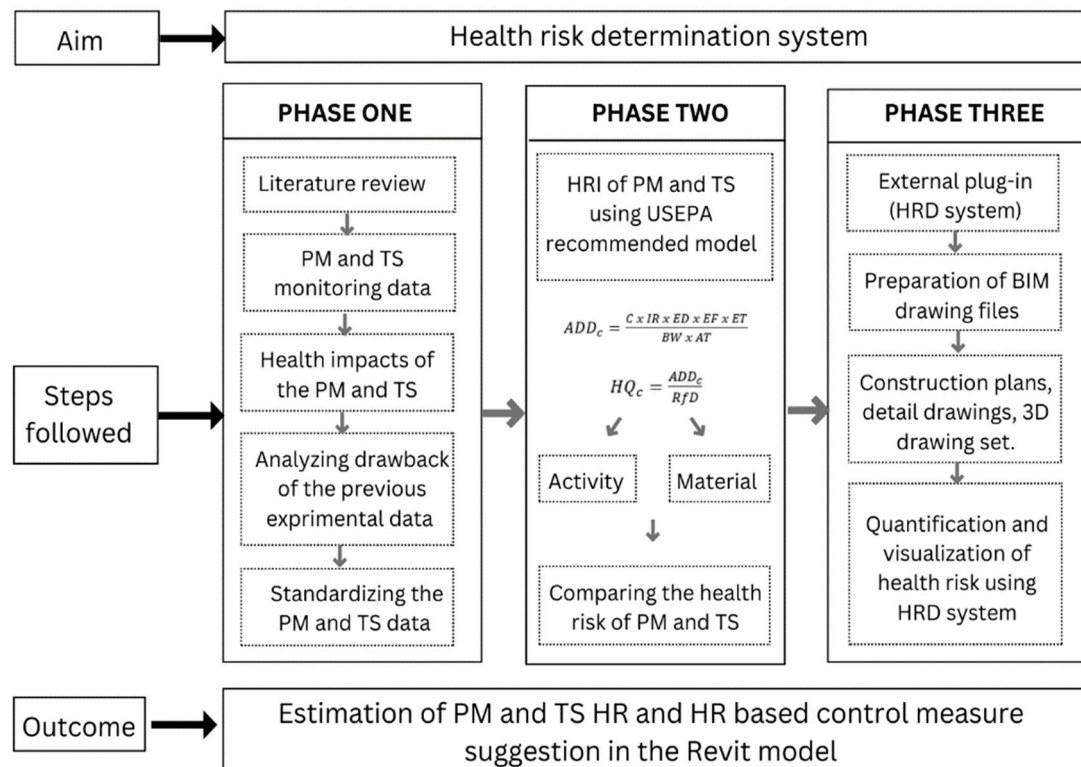 Aim
Health risk determination system
Steps
followed
PHASE ONE
Literature review
PM and TS
monitoring data
Health impacts of
the PM and TS
Analyzing drawback
of the previous
exprimental data
Standardizing the
PM and TS data
PHASE TWO
HRI of PM and TS
using USEPA
recommended model
ADD_c = (C x IR x ED x EF x ET) / (BW x AT)
HQ_c = ADD_c / RfD
Activity
Material
Comparing the health
risk of PM and TS
PHASE THREE
External plug-in
(HRD system)
Preparation of BIM
drawing files
Construction plans,
detail drawings, 3D
drawing set.
Quantification and
visualization of
health risk using
HRD system
Outcome
Estimation of PM and TS HR and HR based control measure
suggestion in the Revit model